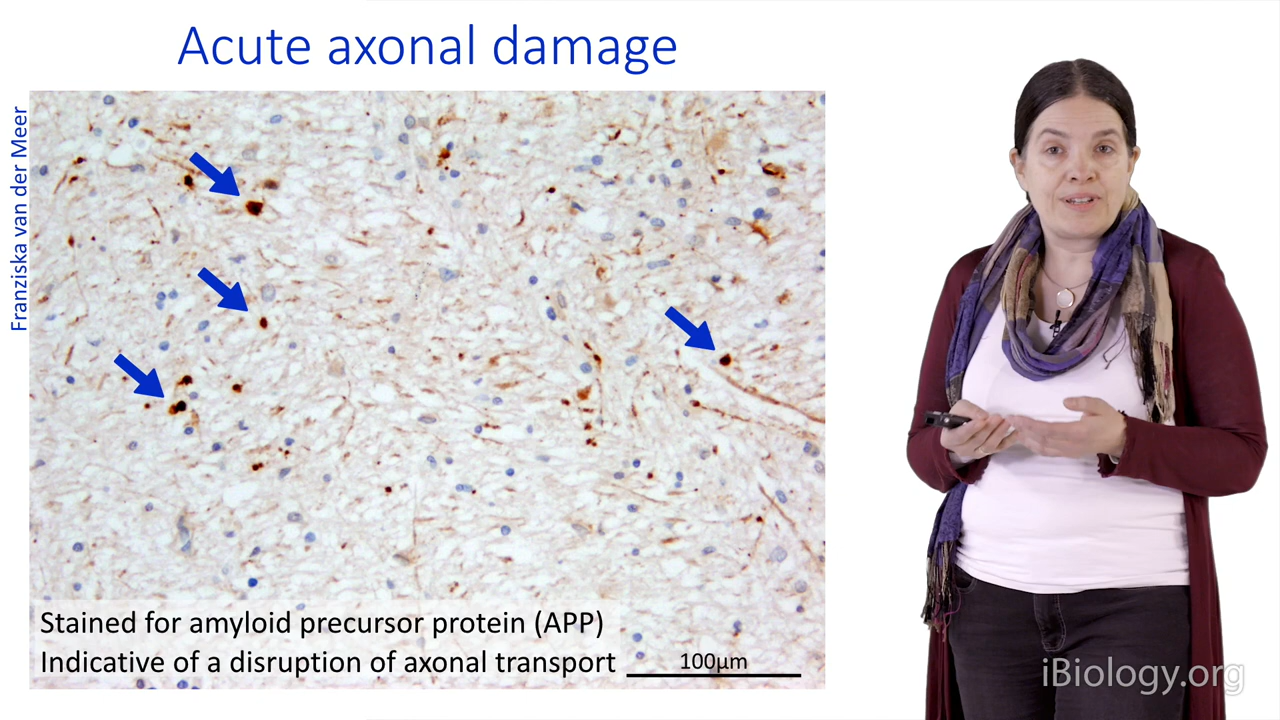 Acute axonal damage
Franziska van der Meer
Stained for amyloid precursor protein (APP)
Indicative of a disruption of axonal transport
100µm
iBiology.org